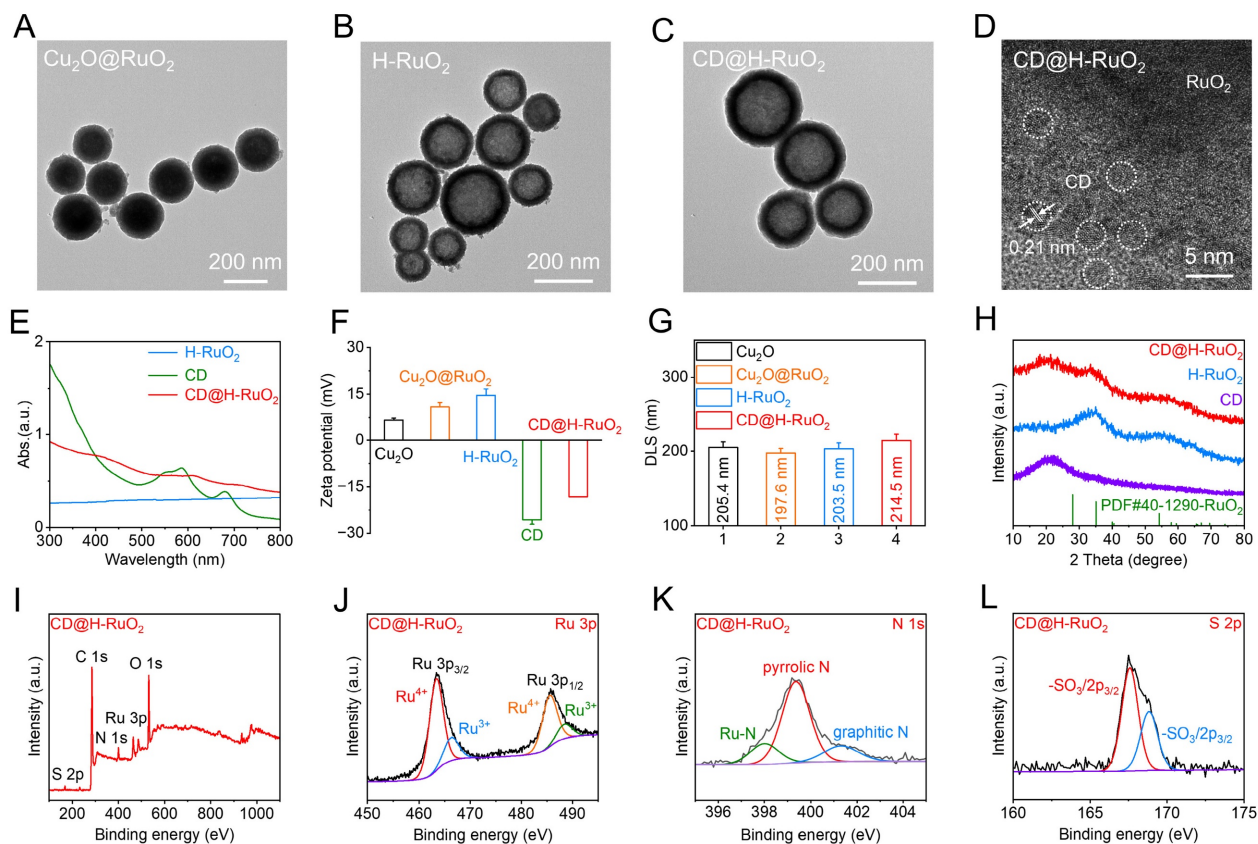 A
Cu₂O@RuO₂
200 nm
B
H-RuO₂
200 nm
C
CD@H-RuO₂
200 nm
D
CD@H-RuO₂
RuO₂
CD
0.21 nm
5 nm
E
2
1
0
Abs.(a.u.)
H-RuO₂
CD
CD@H-RuO₂
300 400 500 600 700 800
Wavelength (nm)
F
30
15
0
−15
−30
Zeta potential (mV)
Cu₂O@RuO₂
CD@H-RuO₂
Cu₂O
H-RuO₂
CD
G
300
200
100
DLS (nm)
Cu₂O
Cu₂O@RuO₂
H-RuO₂
CD@H-RuO₂
205.4 nm
197.6 nm
203.5 nm
214.5 nm
1 2 3 4
H
Intensity (a.u.)
CD@H-RuO₂
H-RuO₂
CD
PDF#40-1290-RuO₂
10 20 30 40 50 60 70 80
2 Theta (degree)
I
CD@H-RuO₂
C 1s
O 1s
Ru 3p
N 1s
S 2p
Intensity (a.u.)
200 400 600 800 1000
Binding energy (eV)
J
CD@H-RuO₂ Ru 3p
Ru 3p₃/₂
Ru 3p₁/₂
Ru⁴⁺
Ru³⁺
Ru⁴⁺
Ru³⁺
Intensity (a.u.)
450 460 470 480 490
Binding energy (eV)
K
CD@H-RuO₂ N 1s
pyrrolic N
Ru-N
graphitic N
Intensity (a.u.)
396 398 400 402 404
Binding energy (eV)
L
CD@H-RuO₂ S 2p
-SO₃/2p₃/₂
-SO₃/2p₃/₂
Intensity (a.u.)
160 165 170 175
Binding energy (eV)